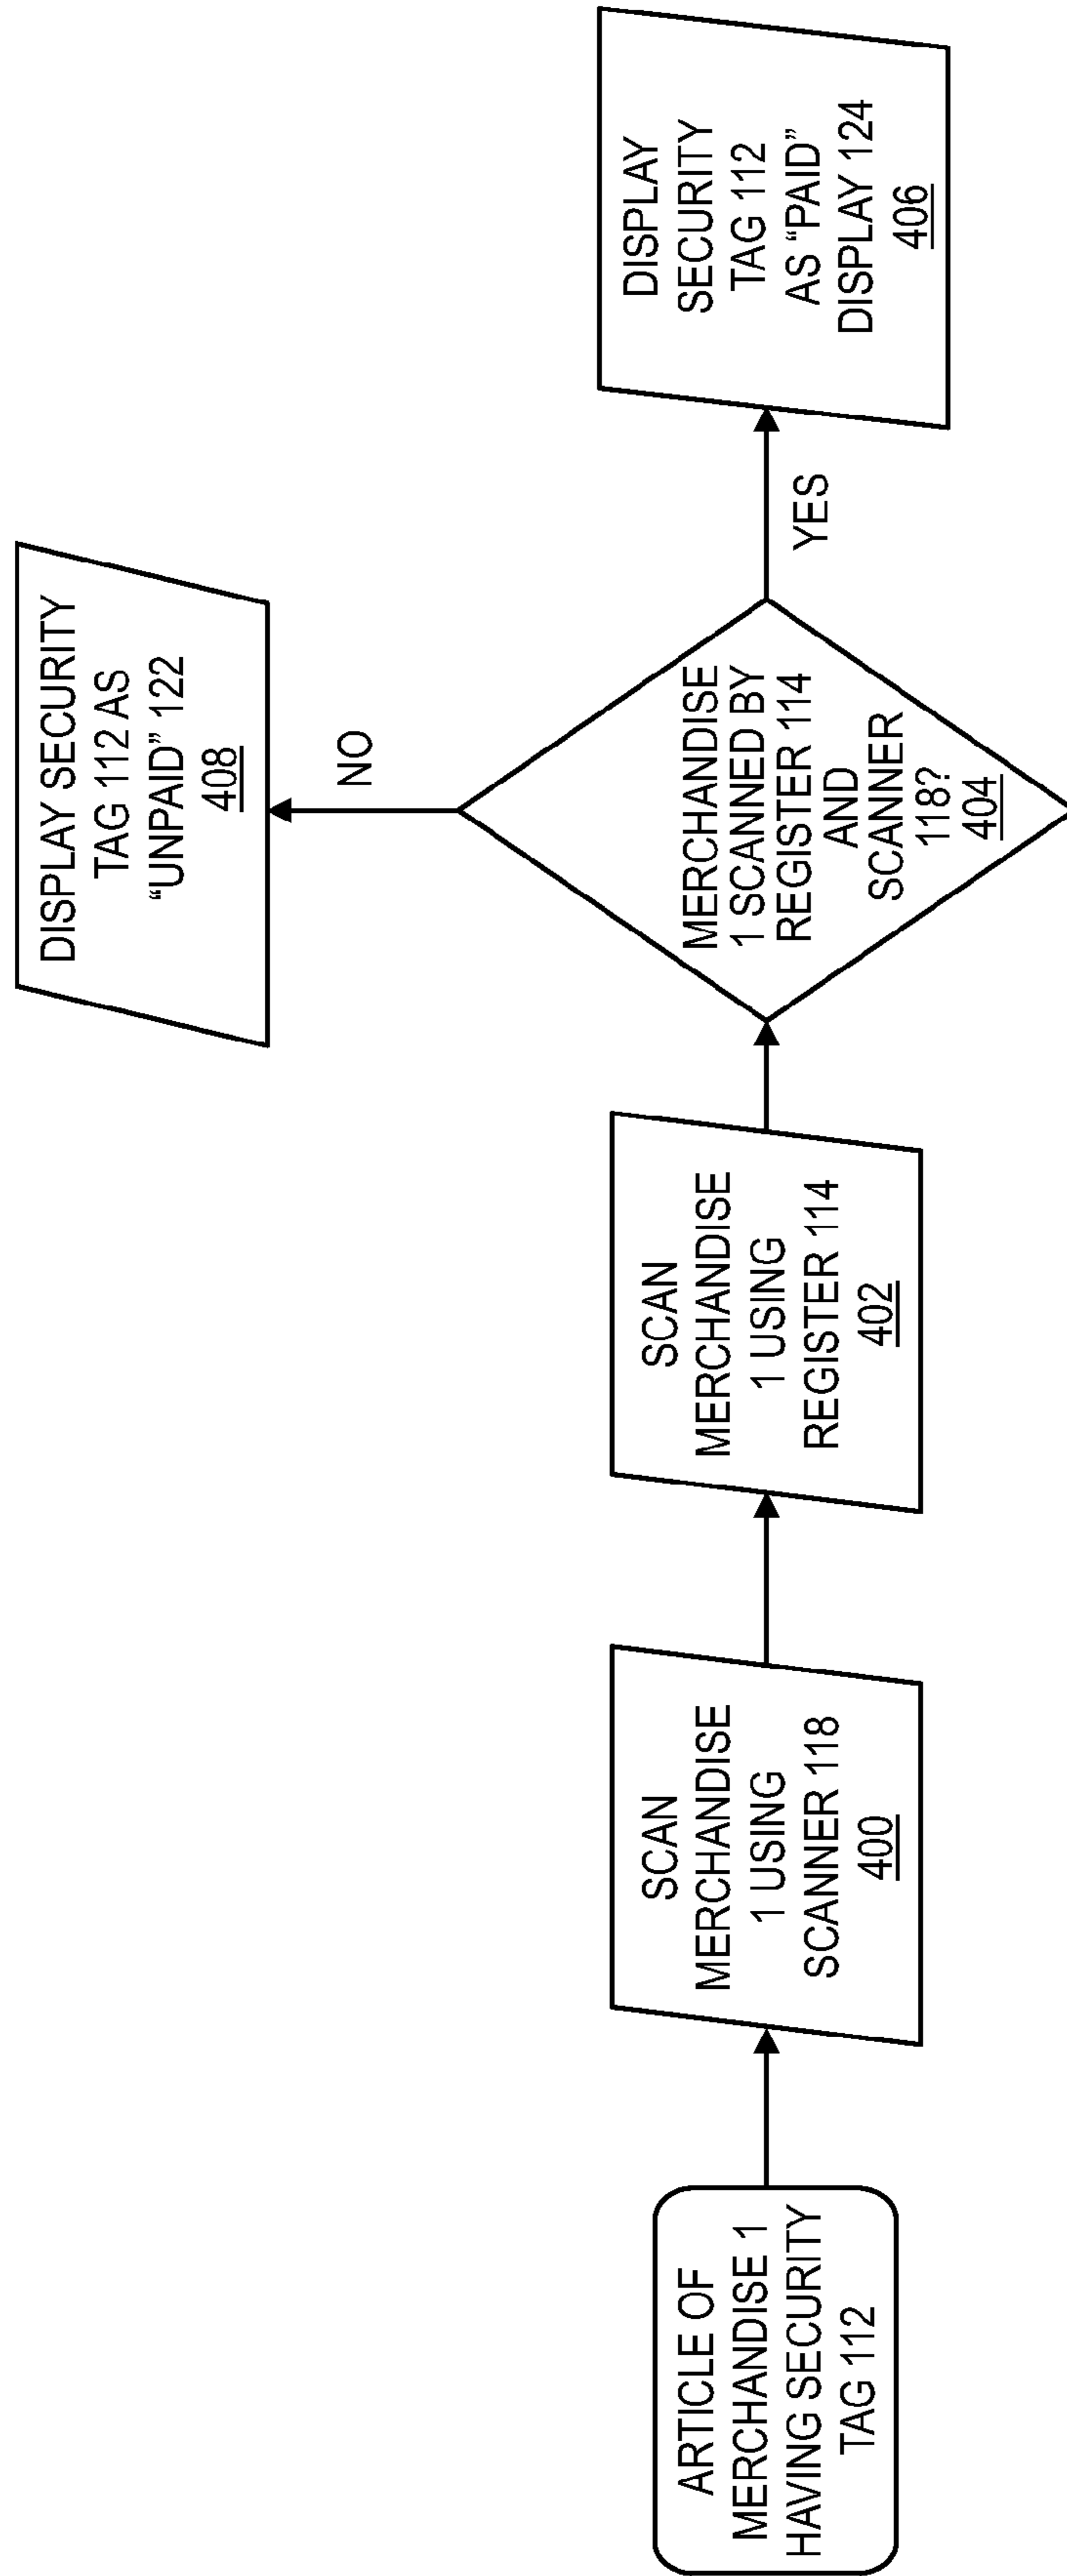 ARTICLE OF
MERCHANDISE 1
HAVING SECURITY
TAG 112
SCAN
MERCHANDISE
1 USING
SCANNER 118
400
SCAN
MERCHANDISE
1 USING
REGISTER 114
402
MERCHANDISE
1 SCANNED BY
REGISTER 114
AND
SCANNER
118?
404
NO
DISPLAY SECURITY
TAG 112 AS
“UNPAID” 122
408
YES
DISPLAY
SECURITY
TAG 112
AS “PAID”
DISPLAY 124
406